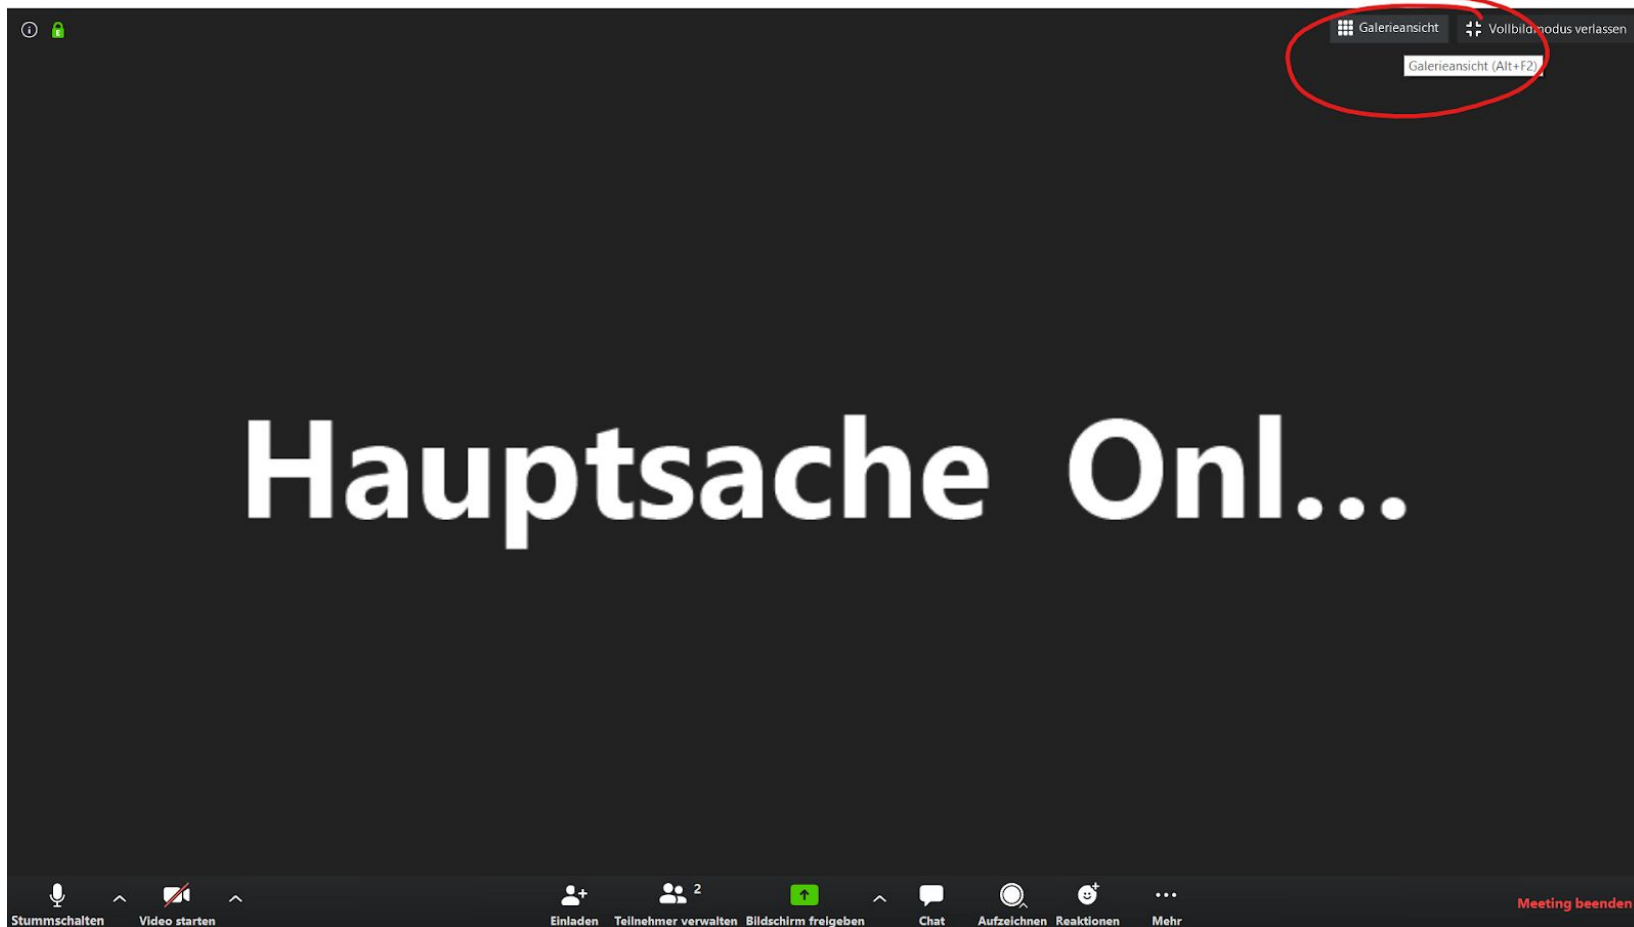 Galerieansicht Vollbildmodus verlassen
Galerieansicht (Alt+F2)
Hauptsache Onl...
2
Stummschalten Video starten Einladen Teilnehmer verwalten Bildschirm freigeben Chat Aufzeichnen Reaktionen Mehr Meeting beenden